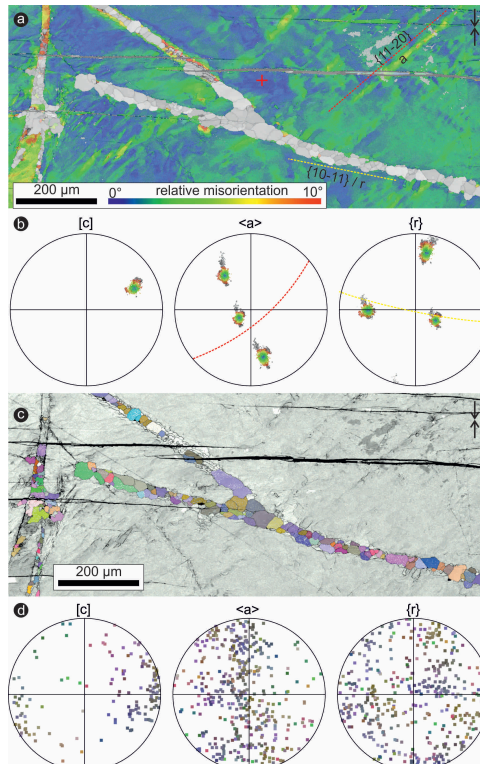 a
{11-20}
a
{10-11} / r
200 µm
0° relative misorientation 10°
b
[c] <a> {r}
c
200 µm
d
[c] <a> {r}